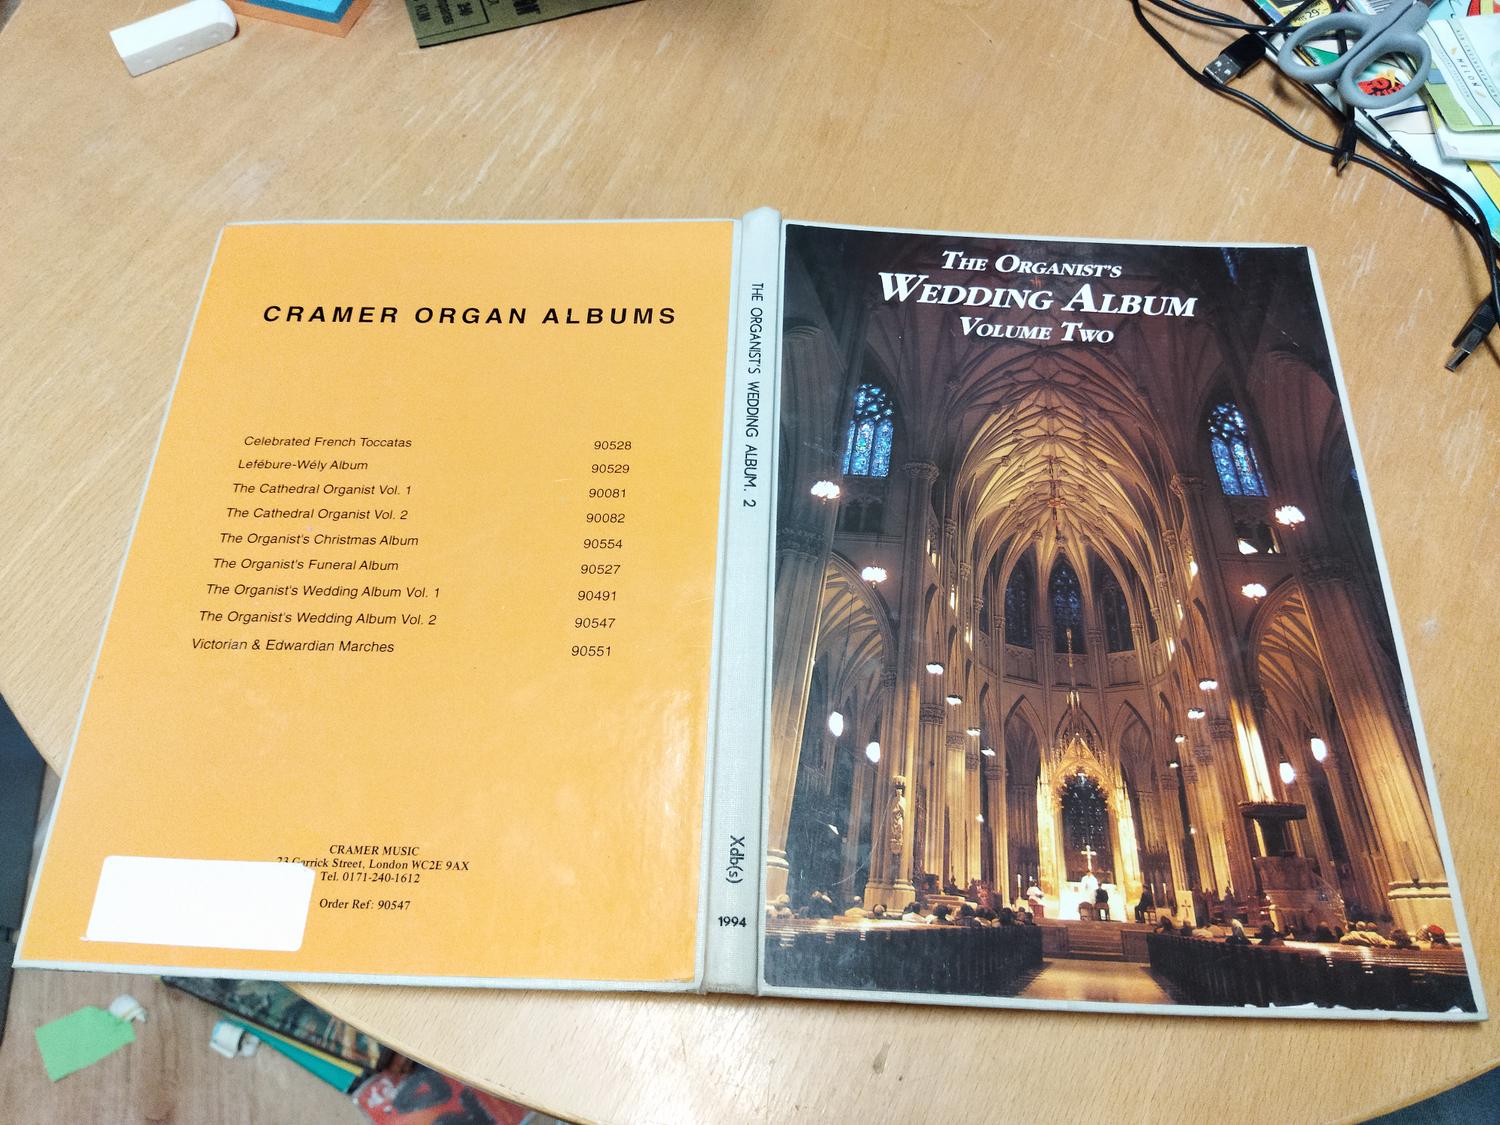 CRAMER ORGAN ALBUMS
Celebrated French Toccatas 90528
Lefébure-Wély Album 90529
The Cathedral Organist Vol. 1 90081
The Cathedral Organist Vol. 2 90082
The Organist's Christmas Album 90554
The Organist's Funeral Album 90527
The Organist's Wedding Album Vol. 1 90491
The Organist's Wedding Album Vol. 2 90547
Victorian & Edwardian Marches 90551
CRAMER MUSIC
23 Garrick Street, London WC2E 9AX
Tel. 0171-240-1612
Order Ref: 90547
THE ORGANIST'S WEDDING ALBUM. 2
Xdb(s)
1994
THE ORGANIST'S
WEDDING ALBUM
VOLUME TWO
240
MELON
29